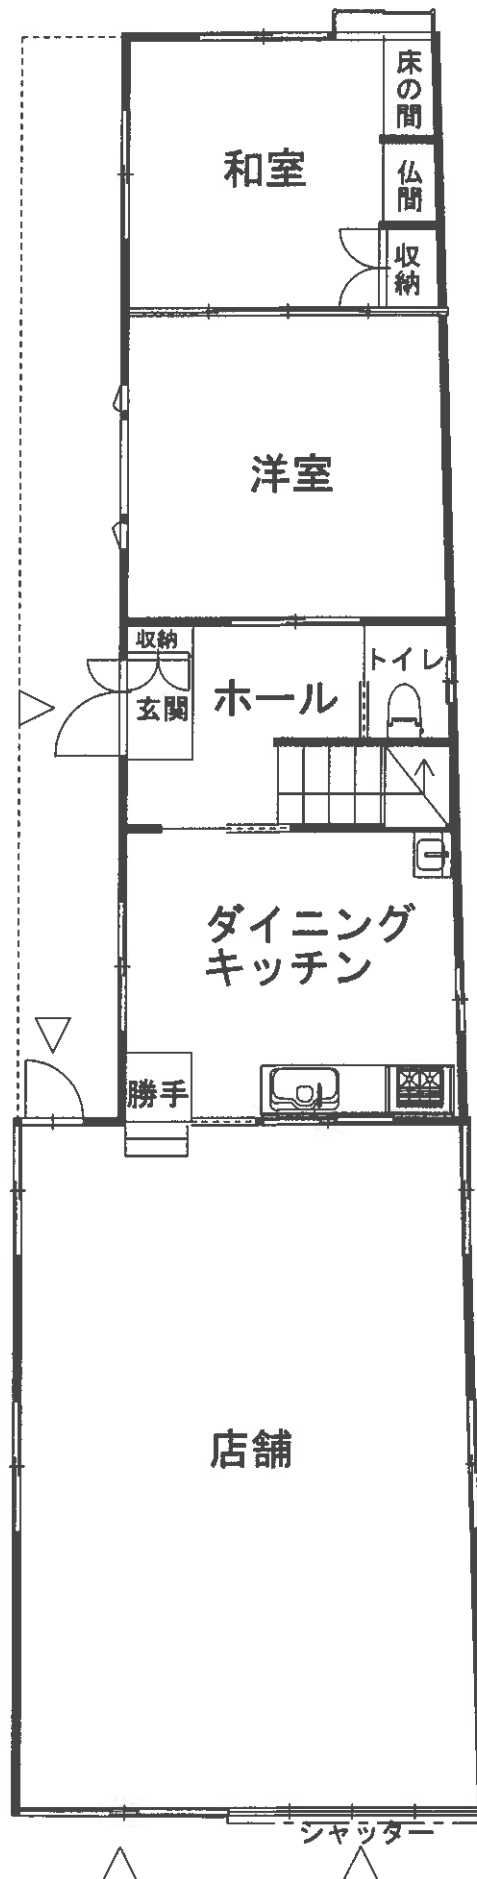 床の間
和室
仏間
収納
洋室
収納
トイレ
玄関
ホール
ダイニング
キッチン
勝手
店舗
シャッター